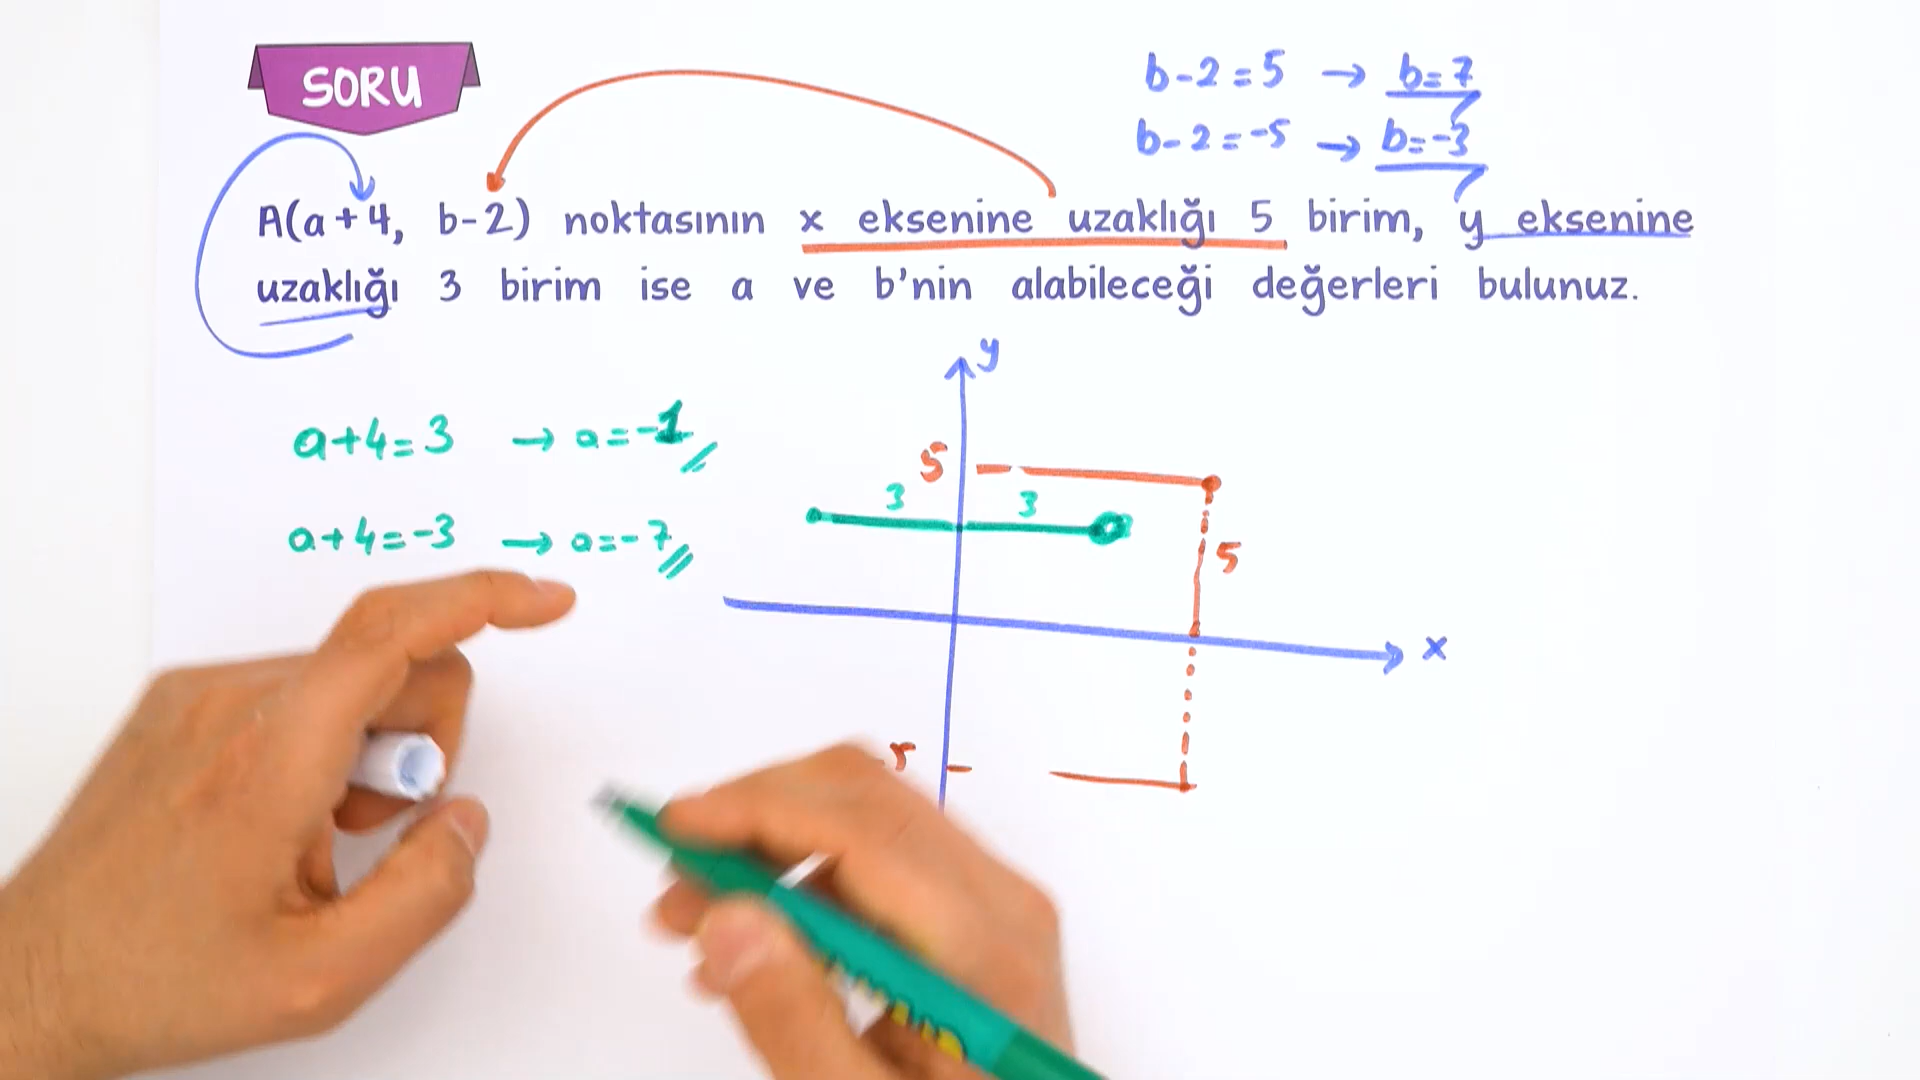 SORU
b-2=5 → b=7
b-2=-5 → b=-3
A(a+4, b-2) noktasının x eksenine uzaklığı 5 birim, y eksenine
uzaklığı 3 birim ise a ve b'nin alabileceği değerleri bulunuz.
a+4=3 → a=-1
a+4=-3 → a=-7
y
5
3 3
5
x